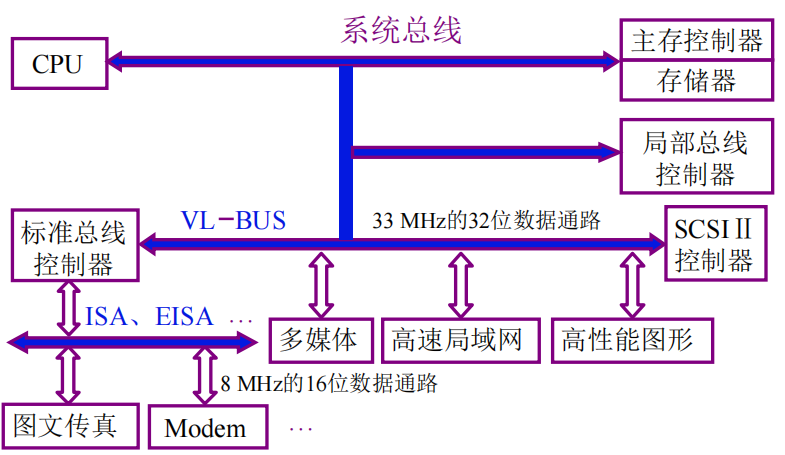 系统总线
CPU
主存控制器
存储器
局部总线
控制器
VL-BUS
33 MHz的32位数据通路
标准总线
控制器
SCSI Ⅱ
控制器
ISA、EISA …
多媒体
高速局域网
高性能图形
8 MHz的16位数据通路
图文传真
Modem
…